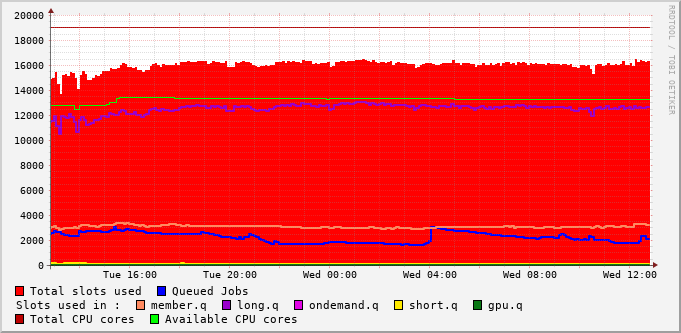 20000
18000
16000
14000
12000
10000
8000
6000
4000
2000
0
Tue 16:00 Tue 20:00 Wed 00:00 Wed 04:00 Wed 08:00 Wed 12:00
RRDTOOL / TOBI OETIKER
Total slots used Queued Jobs
Slots used in : member.q long.q ondemand.q short.q gpu.q
Total CPU cores Available CPU cores